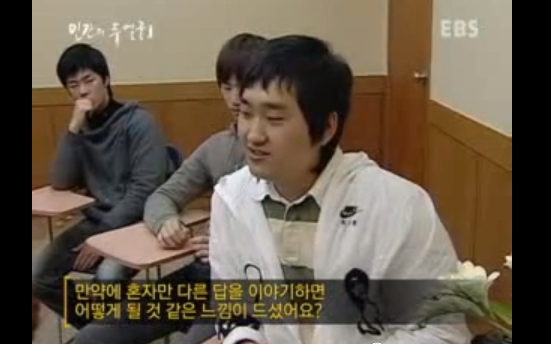 인간의 두 얼굴
EBS
만약에 혼자만 다른 답을 이야기하면
어떻게 될 것 같은 느낌이 드셨어요?